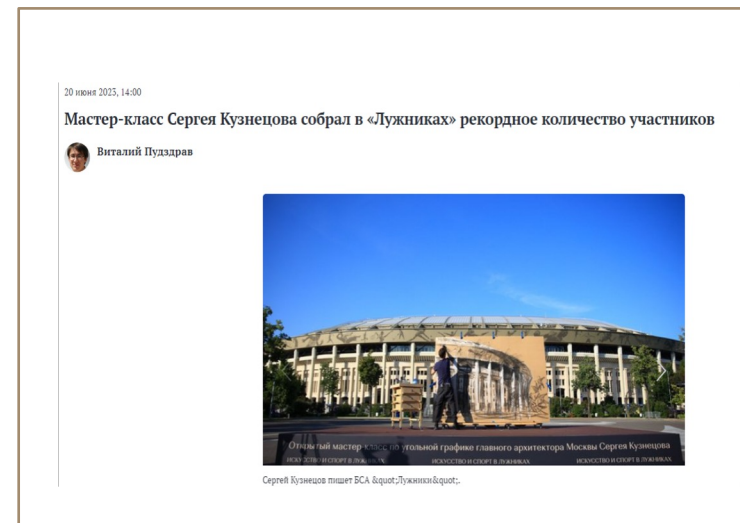 20 июня 2023, 14:00
Мастер-класс Сергея Кузнецова собрал в «Лужниках» рекордное количество участников
Виталий Пудздрав
Открытый мастер-класс по угольной графике главного архитектора Москвы Сергея Кузнецова
ИСКУССТВО И СПОРТ В ЛУЖНИКАХ ИСКУССТВО И СПОРТ В ЛУЖНИКАХ ИСКУССТВО И СПОРТ В ЛУЖНИКАХ
Сергей Кузнецов пишет БСА &quot;Лужники&quot;.